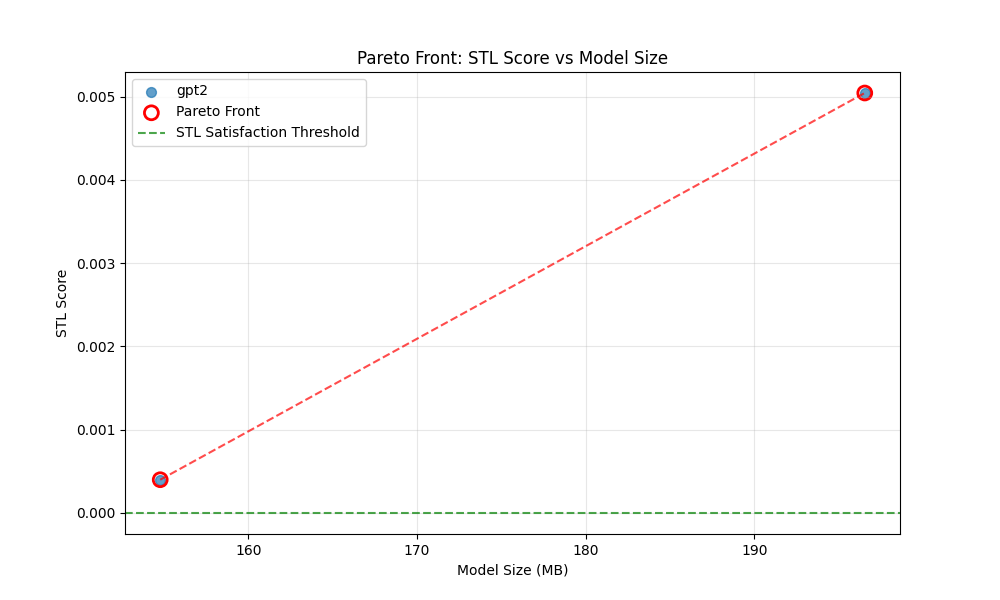 Pareto Front: STL Score vs Model Size
gpt2
Pareto Front
STL Satisfaction Threshold
STL Score
0.005
0.004
0.003
0.002
0.001
0.000
160
170
180
190
Model Size (MB)